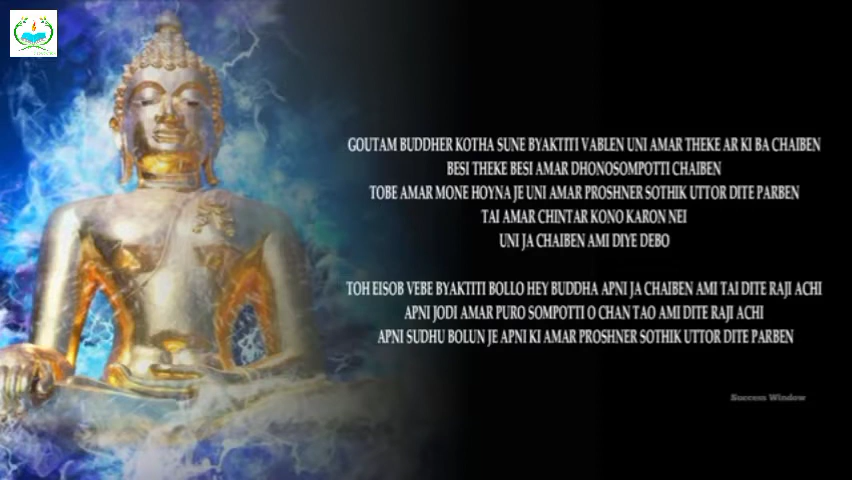 GOUTAM BUDDHER KOTHA SUNE BYAKTITI VABLEN UNI AMAR THEKE AR KI BA CHAIBEN
BESI THEKE BESI AMAR DHONOSOMPOTTI CHAIBEN
TOBE AMAR MONE HOYNA JE UNI AMAR PROSHNER SOTHIK UTTOR DITE PARBEN
TAI AMAR CHINTAR KONO KARON NEI
UNI JA CHAIBEN AMI DIYE DEBO
TOH EISOB VEBE BYAKTITI BOLLO HEY BUDDHA APNI JA CHAIBEN AMI TAI DITE RAJI ACHI
APNI JODI AMAR PURO SOMPOTTI O CHAN TAO AMI DITE RAJI ACHI
APNI SUDHU BOLUN JE APNI KI AMAR PROSHNER SOTHIK UTTOR DITE PARBEN
Success Window